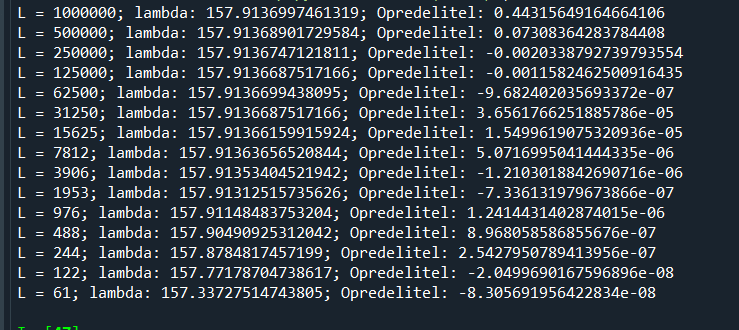 L = 1000000; lambda: 157.9136997461319; Opredelitel: 0.44315649164664106
L = 500000; lambda: 157.91368901729584; Opredelitel: 0.07308364283784408
L = 250000; lambda: 157.9136747121811; Opredelitel: -0.0020338792739793554
L = 125000; lambda: 157.9136687517166; Opredelitel: -0.0011582462500916435
L = 62500; lambda: 157.9136699438095; Opredelitel: -9.682402035693372e-07
L = 31250; lambda: 157.9136687517166; Opredelitel: 3.6561766251885786e-05
L = 15625; lambda: 157.91366159915924; Opredelitel: 1.5499619075320936e-05
L = 7812; lambda: 157.91363656520844; Opredelitel: 5.0716995041444335e-06
L = 3906; lambda: 157.91353404521942; Opredelitel: -1.2103018842690716e-06
L = 1953; lambda: 157.91312515735626; Opredelitel: -7.336131979673866e-07
L = 976; lambda: 157.91148483753204; Opredelitel: 1.2414431402874015e-06
L = 488; lambda: 157.90490925312042; Opredelitel: 8.968058586855676e-07
L = 244; lambda: 157.8784817457199; Opredelitel: 2.5427950789413956e-07
L = 122; lambda: 157.77178704738617; Opredelitel: -2.0499690167596896e-08
L = 61; lambda: 157.33727514743805; Opredelitel: -8.305691956422834e-08